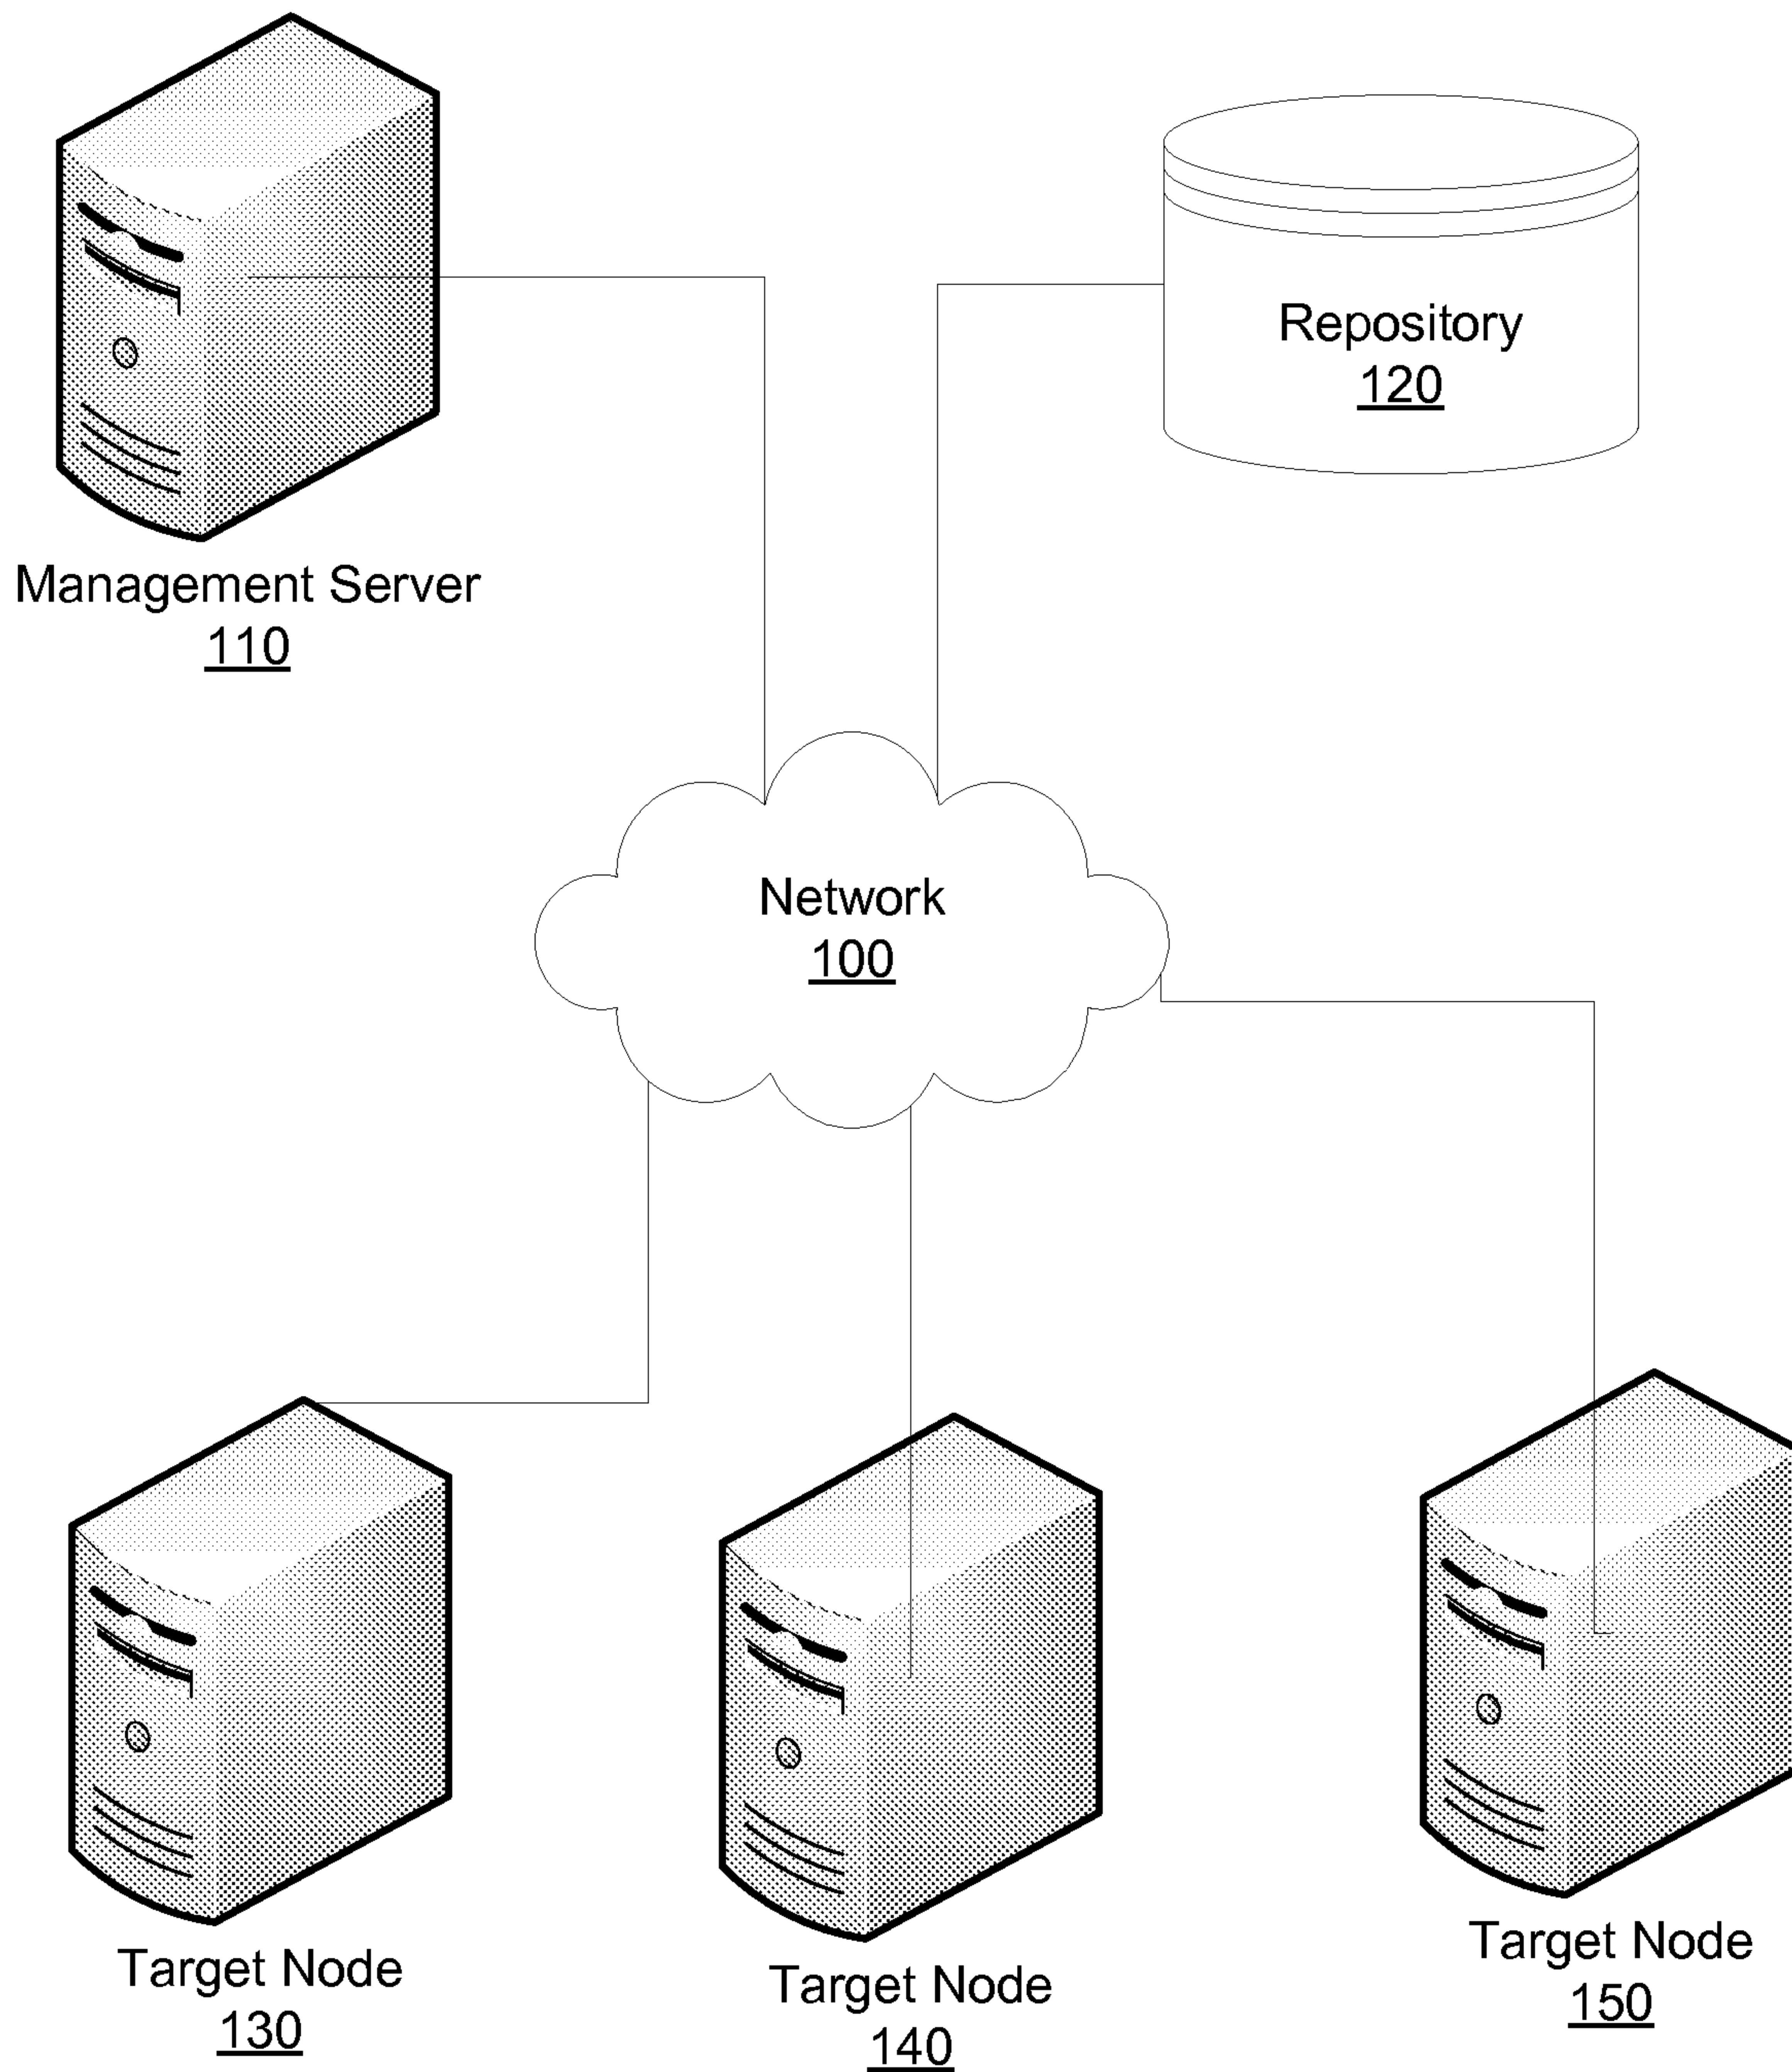 Repository
120
Management Server
110
Network
100
Target Node
130
Target Node
140
Target Node
150